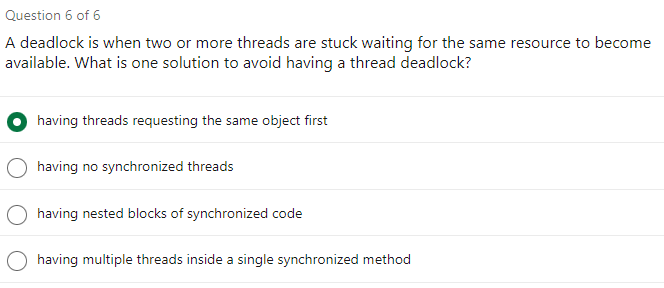 Question 6 of 6
A deadlock is when two or more threads are stuck waiting for the same resource to become
available. What is one solution to avoid having a thread deadlock?
having threads requesting the same object first
having no synchronized threads
having nested blocks of synchronized code
having multiple threads inside a single synchronized method